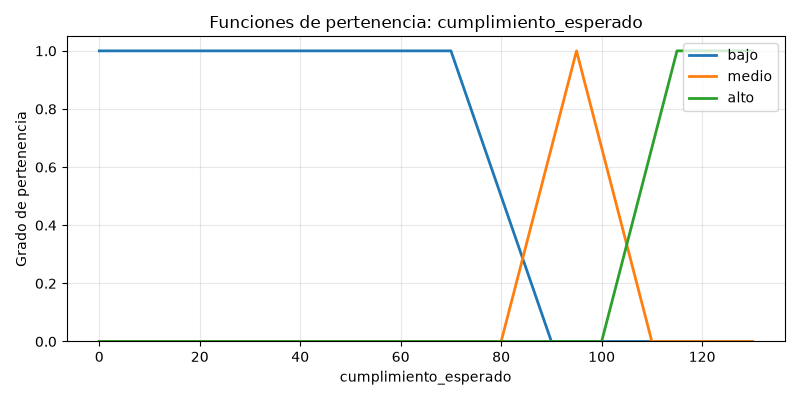 Funciones de pertenencia: cumplimiento_esperado
Grado de pertenencia
1.0
0.8
0.6
0.4
0.2
0.0
bajo
medio
alto
0 20 40 60 80 100 120
cumplimiento_esperado